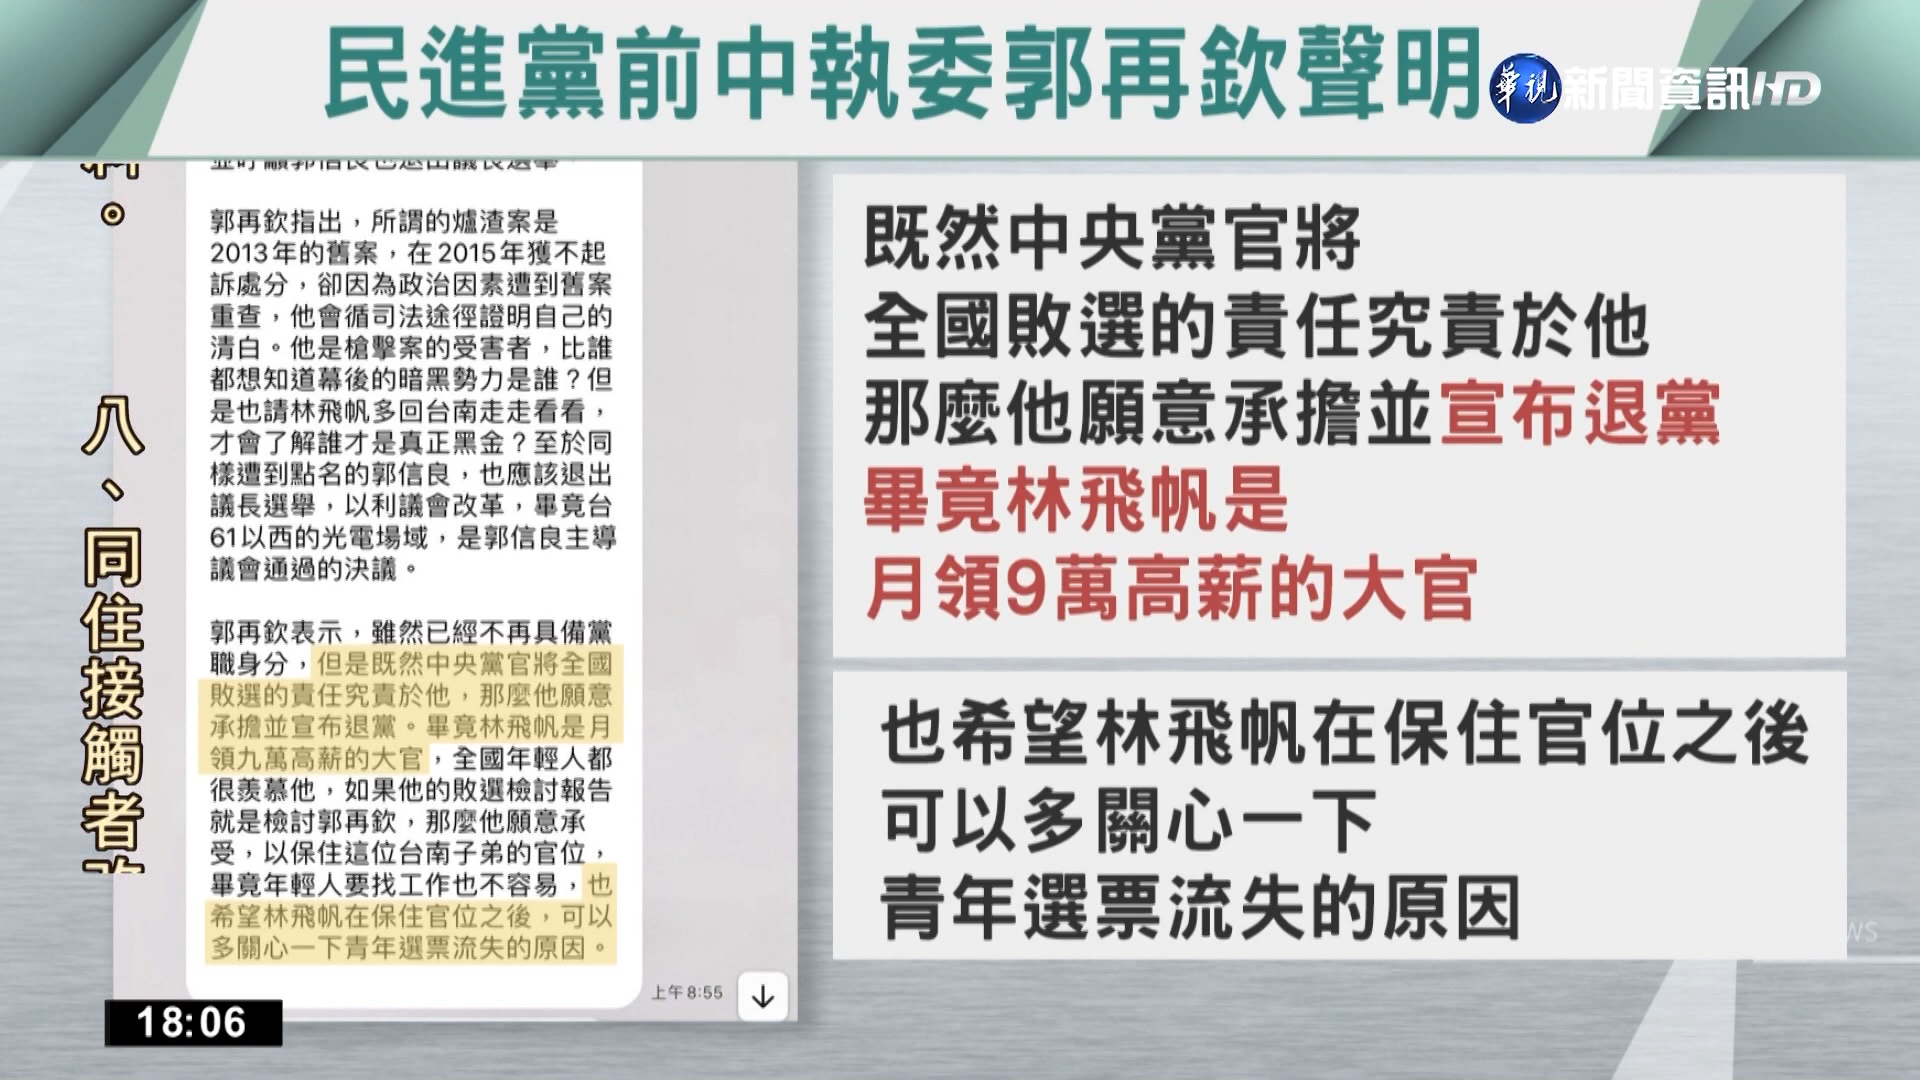 民進黨前中執委郭再欽聲明
華視新聞資訊HD
郭再欽指出，所謂的爐渣案是
2013年的舊案，在2015年獲不起
訴處分，卻因為政治因素遭到舊案
重查，他會循司法途徑證明自己的
清白。他是槍擊案的受害者，比誰
都想知道幕後的暗黑勢力是誰？但
是也請林飛帆多回台南走走看看，
才會了解誰才是真正黑金？至於同
樣遭到點名的郭信良，也應該退出
議長選舉，以利議會改革，畢竟台
61以西的光電場域，是郭信良主導
議會通過的決議。
郭再欽表示，雖然已經不再具備黨
職身分，但是既然中央黨官將全國
敗選的責任究責於他，那麼他願意
承擔並宣布退黨。畢竟林飛帆是月
領九萬高薪的大官，全國年輕人都
很羨慕他，如果他的敗選檢討報告
就是檢討郭再欽，那麼他願意承
受，以保住這位台南子弟的官位，
畢竟年輕人要找工作也不容易，也
希望林飛帆在保住官位之後，可以
多關心一下青年選票流失的原因。
上午8:55
既然中央黨官將
全國敗選的責任究責於他
那麼他願意承擔並宣布退黨
畢竟林飛帆是
月領9萬高薪的大官
也希望林飛帆在保住官位之後
可以多關心一下
青年選票流失的原因
。八、同住接觸者
18:06